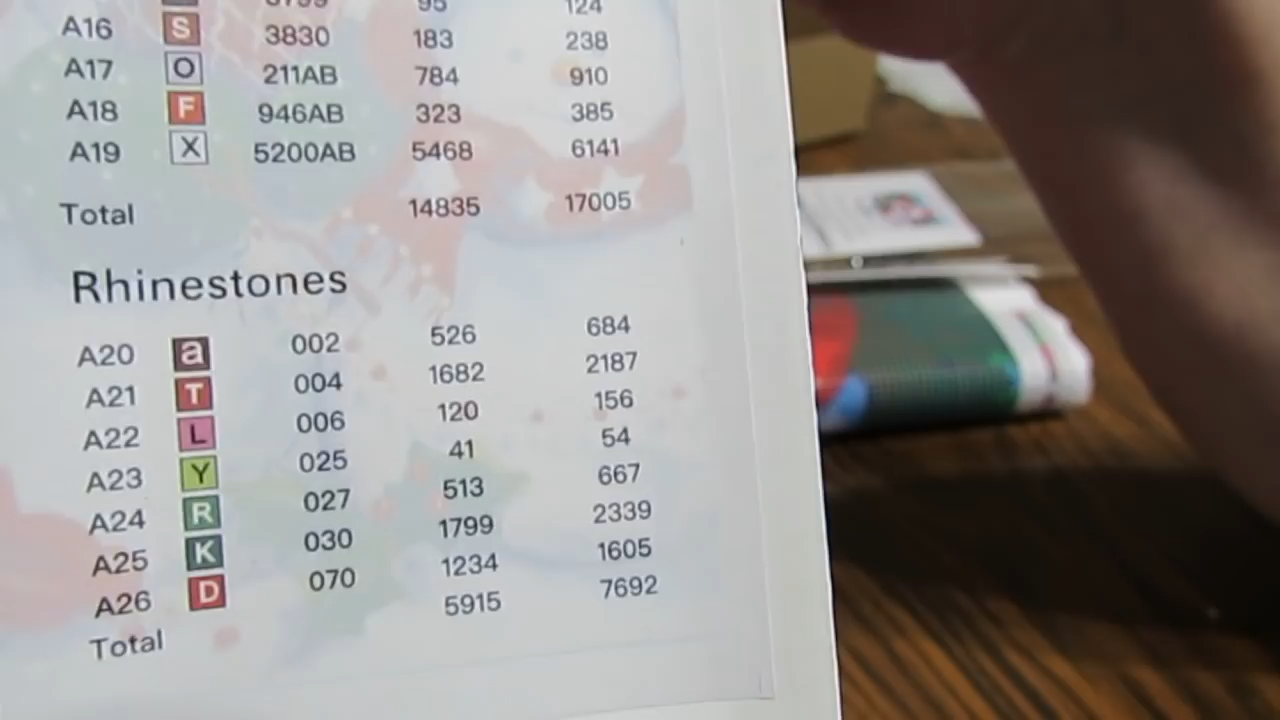 95 124
A16 S 3830 183 238
A17 O 211AB 784 910
A18 F 946AB 323 385
A19 X 5200AB 5468 6141
Total 14835 17005
Rhinestones
A20 a 002 526 684
A21 T 004 1682 2187
A22 L 006 120 156
A23 Y 025 41 54
A24 R 027 513 667
A25 K 030 1799 2339
A26 D 070 1234 1605
Total 5915 7692